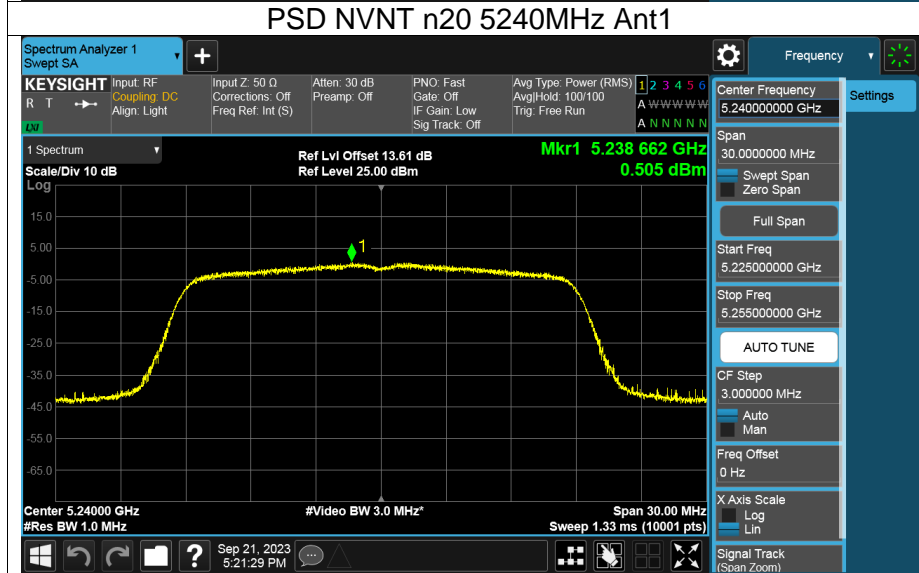 PSD NVNT n20 5240MHz Ant1
Spectrum Analyzer 1
Swept SA
+
Frequency
KEYSIGHT
R T
LXI
Input: RF
Coupling: DC
Align: Light
Input Z: 50 Ω
Corrections: Off
Freq Ref: Int (S)
Atten: 30 dB
Preamp: Off
PNO: Fast
Gate: Off
IF Gain: Low
Sig Track: Off
Avg Type: Power (RMS)
Avg|Hold: 100/100
Trig: Free Run
1 2 3 4 5 6
A W W W W W
A N N N N N
Center Frequency
5.240000000 GHz
Settings
Span
30.0000000 MHz
Swept Span
Zero Span
Full Span
Start Freq
5.225000000 GHz
Stop Freq
5.255000000 GHz
AUTO TUNE
CF Step
3.000000 MHz
Auto
Man
Freq Offset
0 Hz
X Axis Scale
Log
Lin
Signal Track
(Span Zoom)
1 Spectrum
Scale/Div 10 dB
Ref Lvl Offset 13.61 dB
Ref Level 25.00 dBm
Mkr1 5.238 662 GHz
0.505 dBm
Log
15.0
5.00
-5.00
-15.0
-25.0
-35.0
-45.0
-55.0
-65.0
1
Center 5.24000 GHz
#Res BW 1.0 MHz
#Video BW 3.0 MHz*
Span 30.00 MHz
Sweep 1.33 ms (10001 pts)
?
Sep 21, 2023
5:21:29 PM